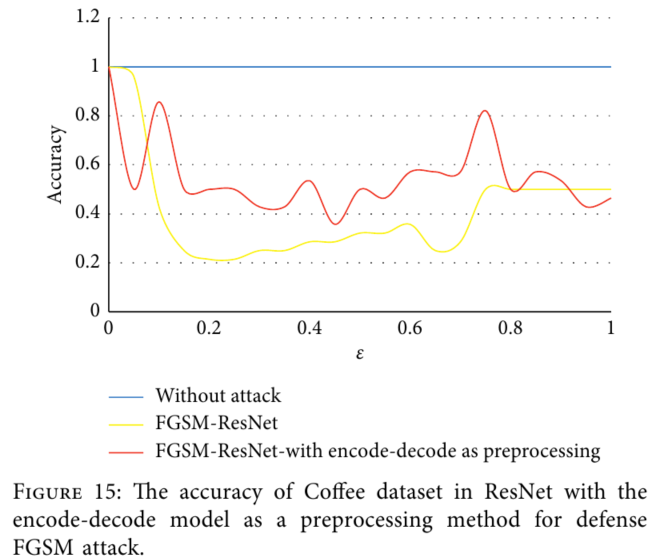 1.2
1
0.8
0.6
0.4
0.2
0
Accuracy
0 0.2 0.4 0.6 0.8 1
ε
Without attack
FGSM-ResNet
FGSM-ResNet-with encode-decode as preprocessing
Figure 15: The accuracy of Coffee dataset in ResNet with the
encode-decode model as a preprocessing method for defense
FGSM attack.